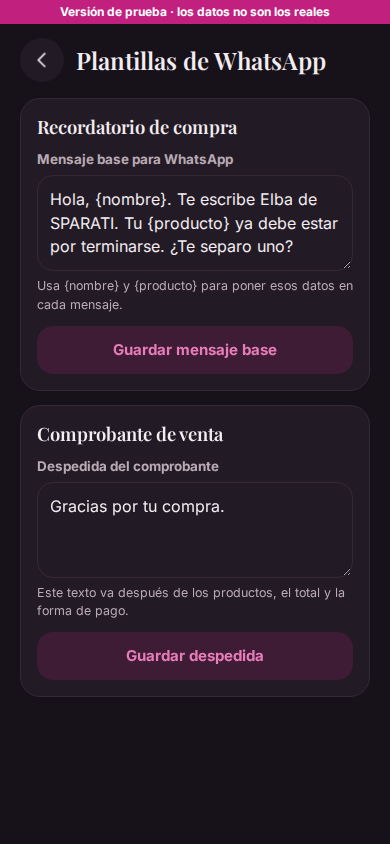 Versión de prueba · los datos no son los reales
Plantillas de WhatsApp
Recordatorio de compra
Mensaje base para WhatsApp
Hola, {nombre}. Te escribe Elba de
SPARATI. Tu {producto} ya debe estar
por terminarse. ¿Te separo uno?
Usa {nombre} y {producto} para poner esos datos en
cada mensaje.
Guardar mensaje base
Comprobante de venta
Despedida del comprobante
Gracias por tu compra.
Este texto va después de los productos, el total y la
forma de pago.
Guardar despedida